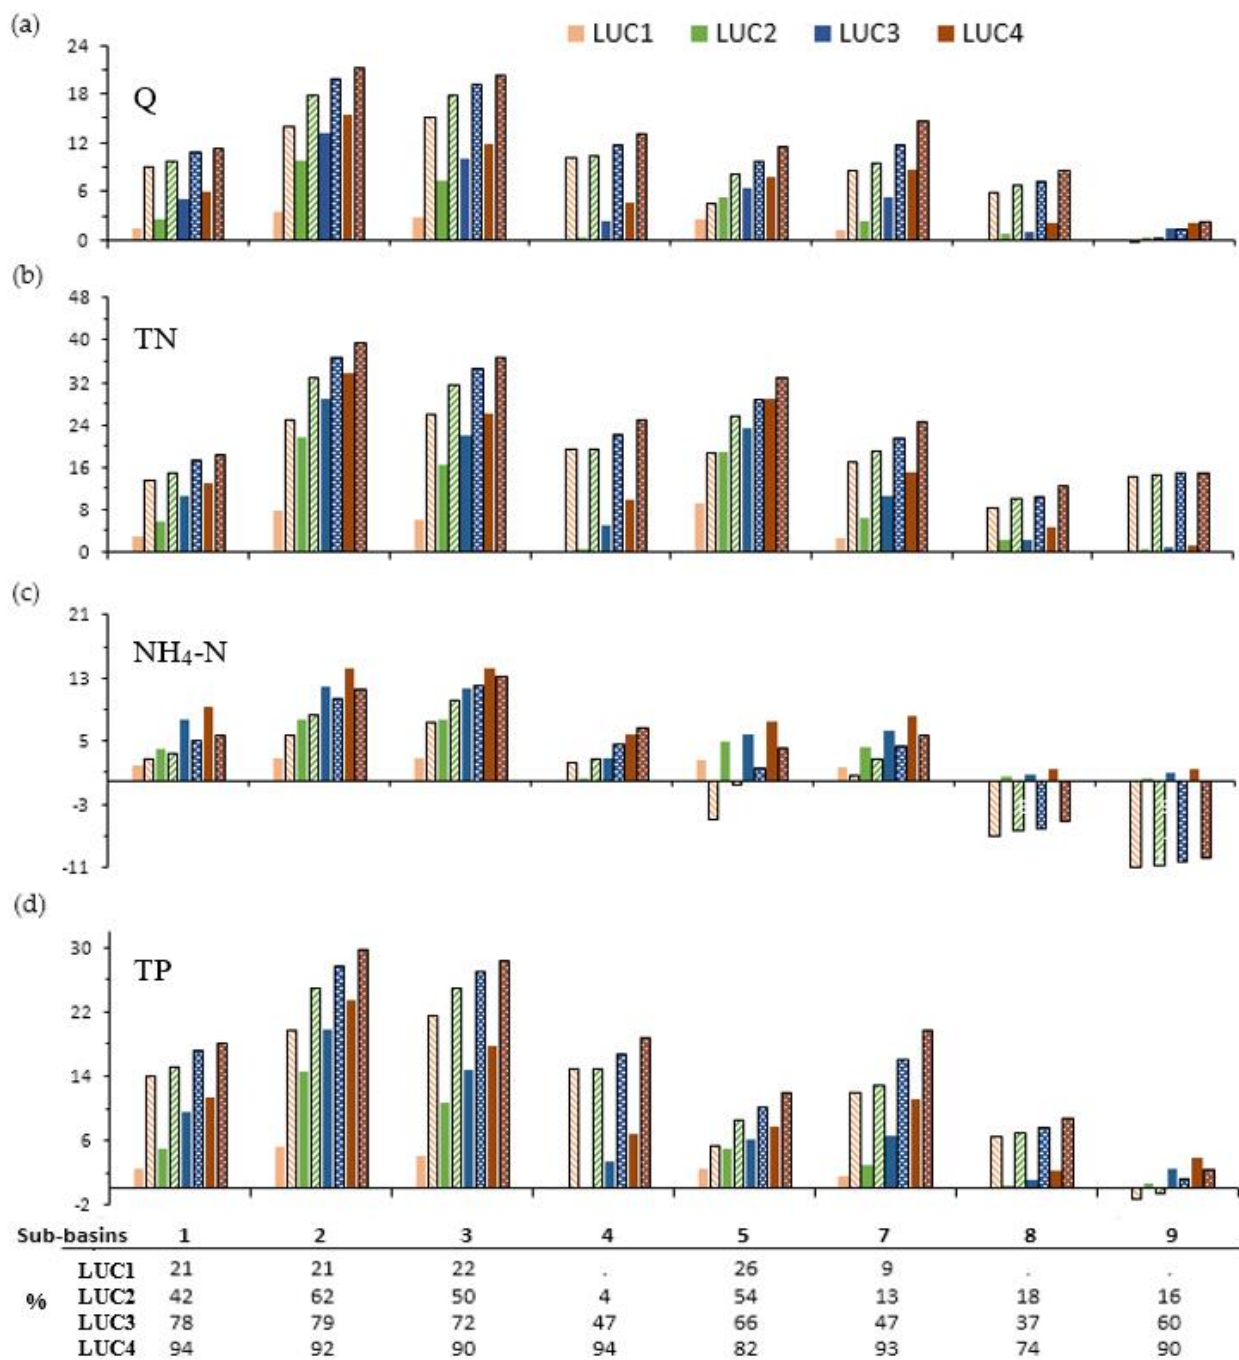 (a)
LUC1 LUC2 LUC3 LUC4
24
Q
18
12
6
0
(b)
48
TN
40
32
24
16
8
0
(c)
21
NH₄-N
13
5
-3
-11
(d)
30
TP
22
14
6
-2
Sub-basins 1 2 3 4 5 7 8 9
LUC1 21 21 22 . 26 9 . .
% LUC2 42 62 50 4 54 13 18 16
LUC3 78 79 72 47 66 47 37 60
LUC4 94 92 90 94 82 93 74 90